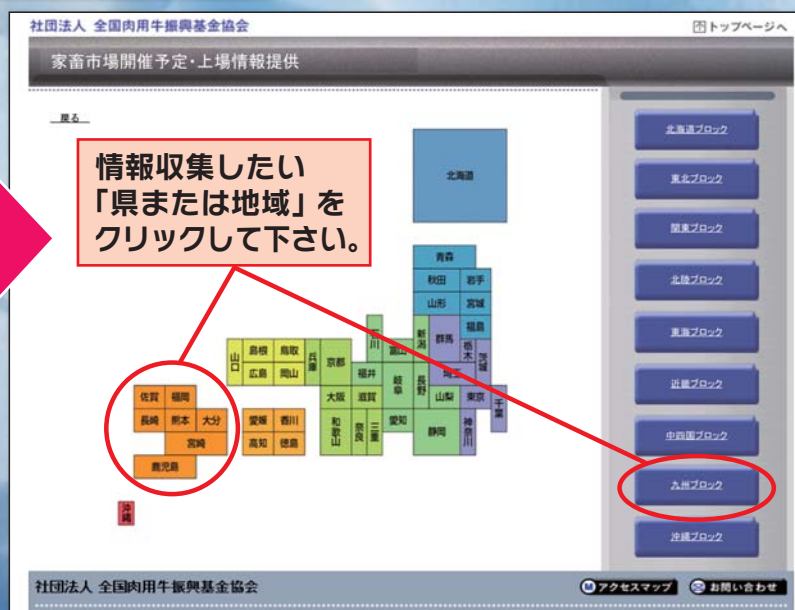 社団法人 全国肉用牛振興基金協会
トップページへ
家畜市場開催予定・上場情報提供
戻る
情報収集したい
「県または地域」を
クリックして下さい。
北海道
青森
秋田 岩手
山形 宮城
福島
新潟
群馬
栃木
茨城
石川
富山
埼玉
千葉
山口
島根 鳥取
兵庫
京都
福井
岐阜
長野
広島 岡山
大阪 滋賀
山梨 東京
佐賀 福岡
長崎 熊本 大分
宮崎
鹿児島
愛媛 香川
高知 徳島
和歌山
奈良
三重
愛知
静岡
神奈川
沖縄
北海道ブロック
東北ブロック
関東ブロック
北陸ブロック
東海ブロック
近畿ブロック
中四国ブロック
九州ブロック
沖縄ブロック
社団法人 全国肉用牛振興基金協会
M アクセスマップ
お問い合わせ